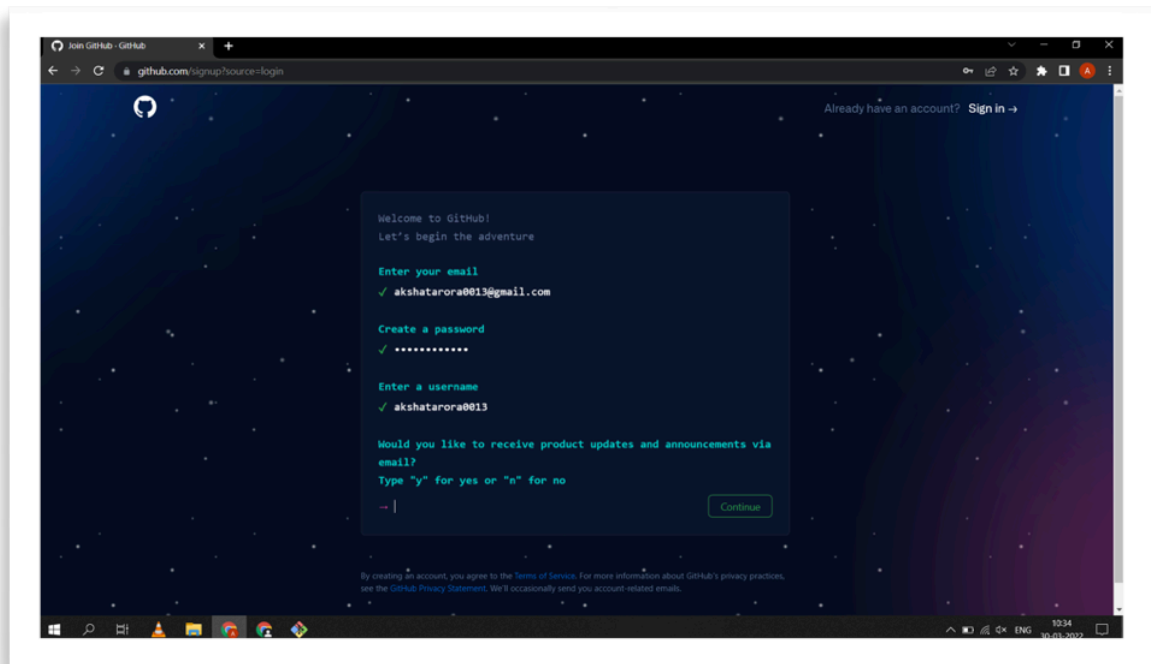 Join GitHub · GitHub
github.com/signup?source=login
A
Already have an account? Sign in →
Welcome to GitHub!
Let's begin the adventure
Enter your email
✓ akshatarora0013@gmail.com
Create a password
✓ ••••••••••••
Enter a username
✓ akshatarora0013
Would you like to receive product updates and announcements via
email?
Type "y" for yes or "n" for no
→
Continue
By creating an account, you agree to the Terms of Service. For more information about GitHub's privacy practices,
see the GitHub Privacy Statement. We'll occasionally send you account-related emails.
ENG
10:34
30-03-2022